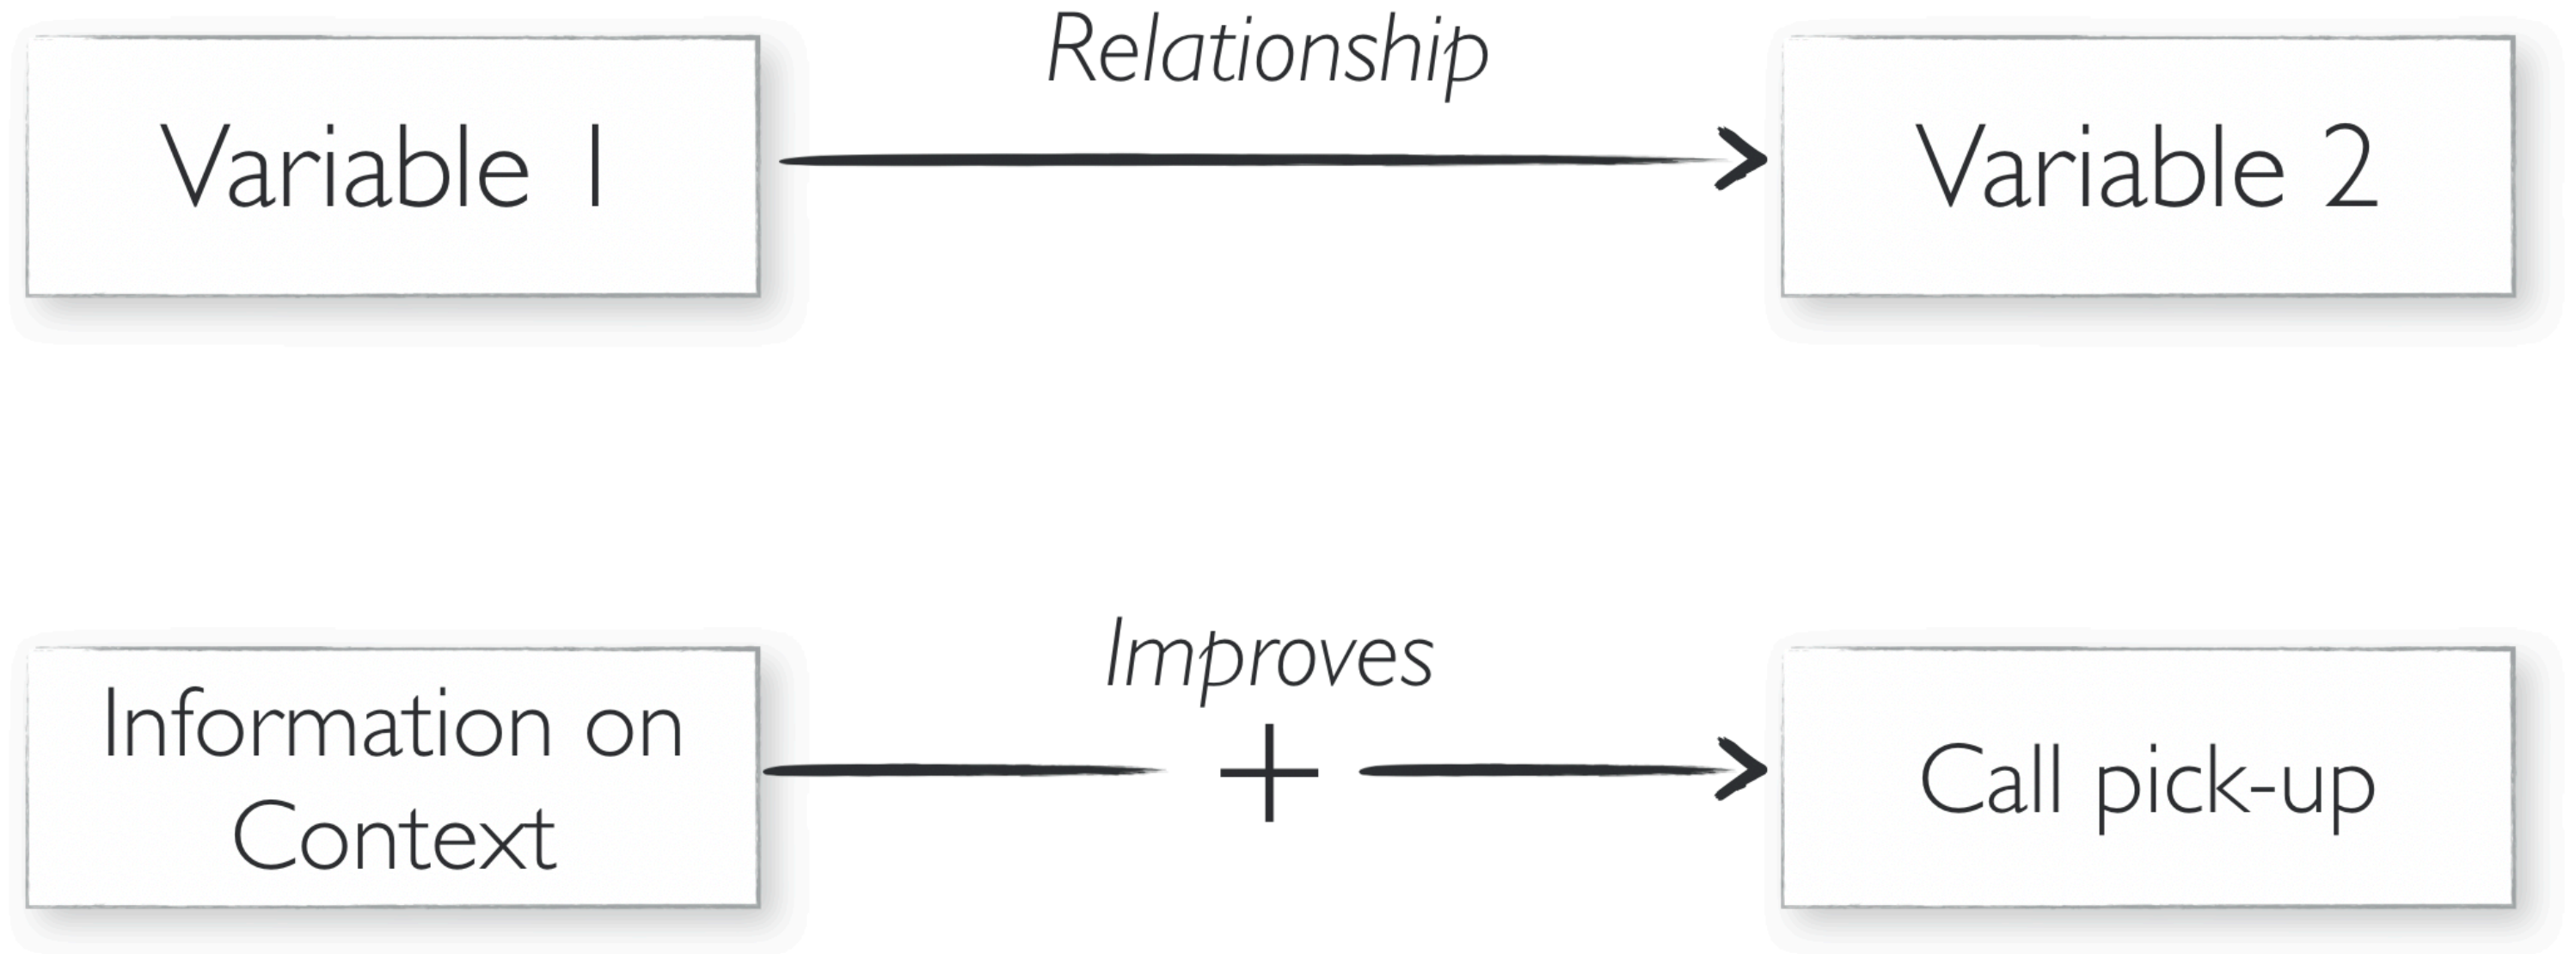 Relationship
Variable 1
Variable 2
Improves
Information on
Context
+
Call pick-up